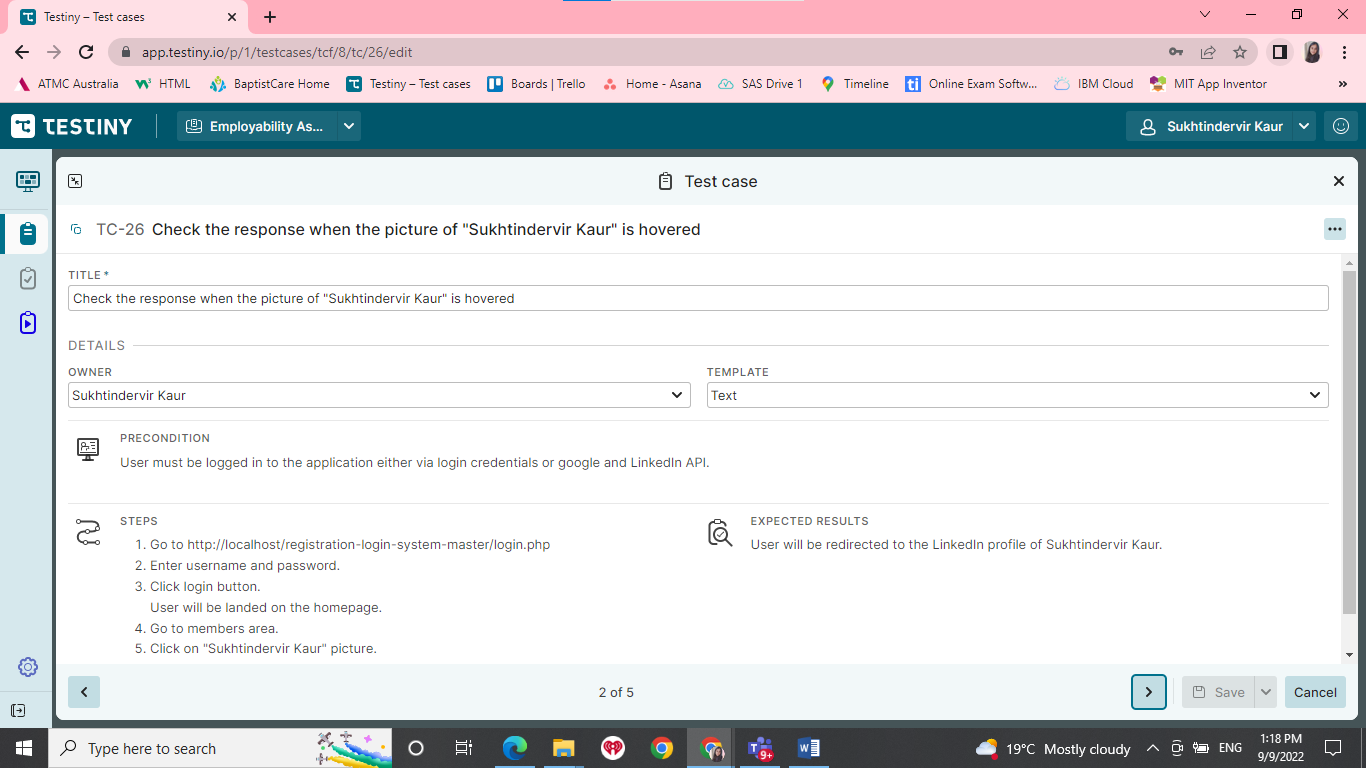 Testiny – Test cases
app.testiny.io/p/1/testcases/tcf/8/tc/26/edit
ATMC Australia HTML BaptistCare Home Testiny – Test cases Boards | Trello Home - Asana SAS Drive 1 Timeline Online Exam Softw... IBM Cloud MIT App Inventor »
TESTINY Employability As... Sukhtindervir Kaur
Test case
TC-26 Check the response when the picture of "Sukhtindervir Kaur" is hovered
TITLE *
Check the response when the picture of "Sukhtindervir Kaur" is hovered
DETAILS
OWNER TEMPLATE
Sukhtindervir Kaur Text
PRECONDITION
User must be logged in to the application either via login credentials or google and LinkedIn API.
STEPS EXPECTED RESULTS
1. Go to http://localhost/registration-login-system-master/login.php User will be redirected to the LinkedIn profile of Sukhtindervir Kaur.
2. Enter username and password.
3. Click login button.
User will be landed on the homepage.
4. Go to members area.
5. Click on "Sukhtindervir Kaur" picture.
2 of 5 Save Cancel
Type here to search 9+ 19°C Mostly cloudy ENG 1:18 PM
9/9/2022